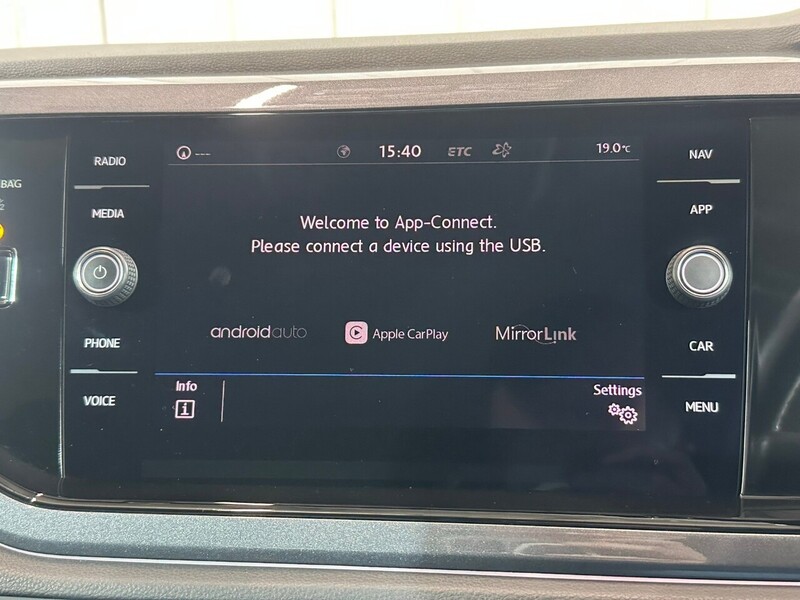 RADIO
MEDIA
PHONE
VOICE
BAG
---
15:40
ETC
19.0°C
Welcome to App-Connect.
Please connect a device using the USB.
androidauto
Apple CarPlay
MirrorLink
Info
i
Settings
NAV
APP
CAR
MENU